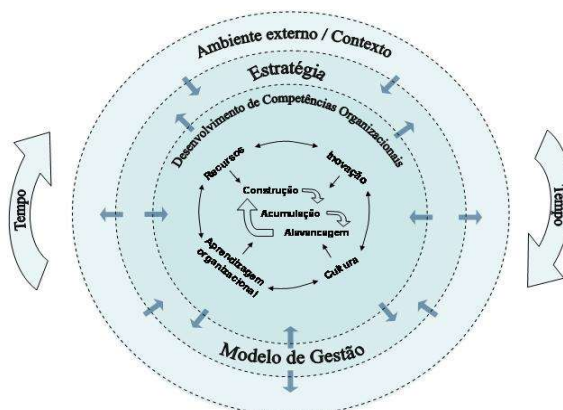 Ambiente externo / Contexto
Estratégia
Desenvolvimento de Competências Organizacionais
Recursos
Inovação
Construção
Acumulação
Alavancagem
Aprendizagem
organizacional
Cultura
Modelo de Gestão
Tempo
Tempo